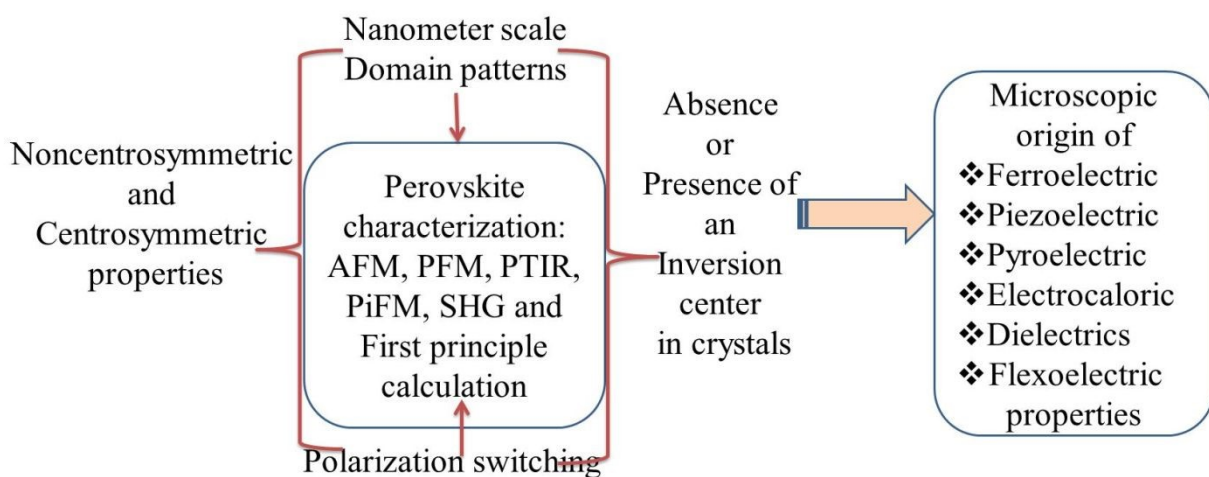 Nanometer scale
Domain patterns
Noncentrosymmetric
and
Centrosymmetric
properties
Perovskite
characterization:
AFM, PFM, PTIR,
PiFM, SHG and
First principle
calculation
Polarization switching
Absence
or
Presence of
an
Inversion
center
in crystals
Microscopic
origin of
❖Ferroelectric
❖Piezoelectric
❖Pyroelectric
❖Electrocaloric
❖Dielectrics
❖Flexoelectric
properties